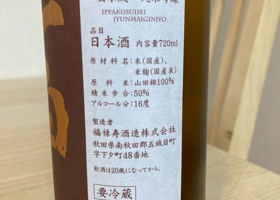 IPPAKUSUISEI
JYUNMAIGINJYO
品目
日本酒 内容量720ml
原材料名:米(国産)、
米麹(国産米)
原料米:山田錦100%
精米歩合:50%
アルコール分:16度
製造者
福禄寿酒造株式会社
秋田県南秋田郡五城目町
字下夕町48番地
飲酒は20歳になってから。
要冷蔵